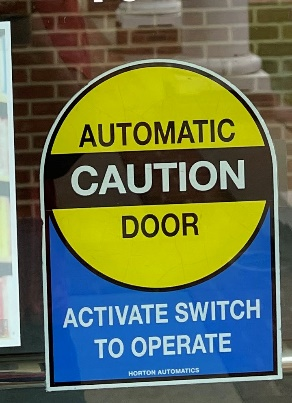 AUTOMATIC
CAUTION
DOOR
ACTIVATE SWITCH
TO OPERATE
HORTON AUTOMATICS